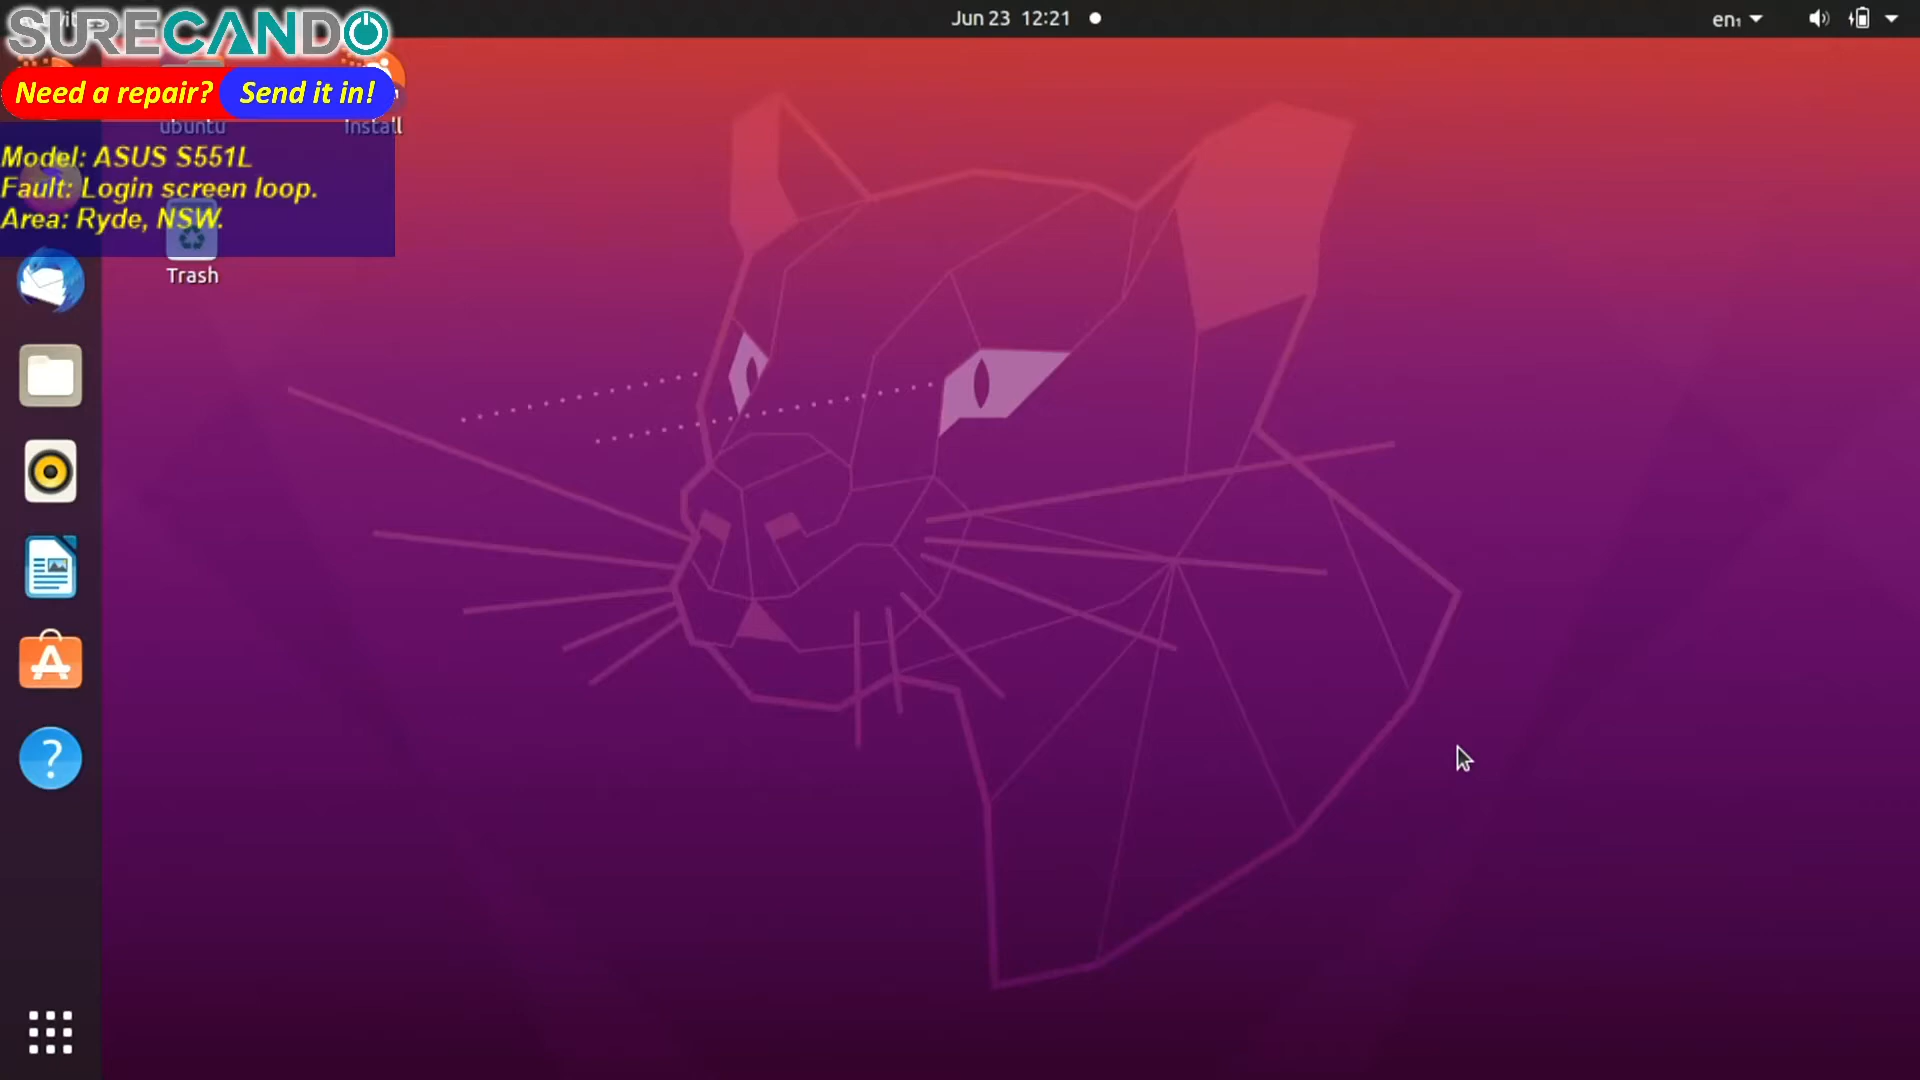 Jun 23 12:21
en₁
SURECANDO
Need a repair? Send it in!
ubuntu
Install
Model: ASUS S551L
Fault: Login screen loop.
Area: Ryde, NSW.
Trash